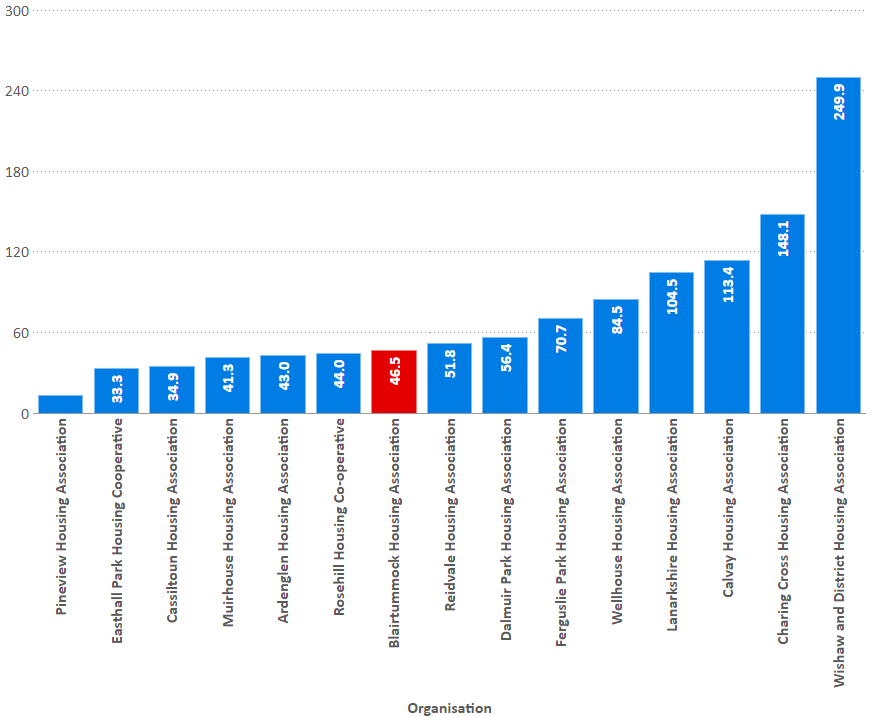 300
240
180
120
60
0
33.3
34.9
41.3
43.0
44.0
46.5
51.8
56.4
70.7
84.5
104.5
113.4
148.1
249.9
Pineview Housing Association
Easthall Park Housing Cooperative
Cassiltoun Housing Association
Muirhouse Housing Association
Ardenglen Housing Association
Rosehill Housing Co-operative
Blairtummock Housing Association
Reidvale Housing Association
Dalmuir Park Housing Association
Ferguslie Park Housing Association
Wellhouse Housing Association
Lanarkshire Housing Association
Calvay Housing Association
Charing Cross Housing Association
Wishaw and District Housing Association
Organisation